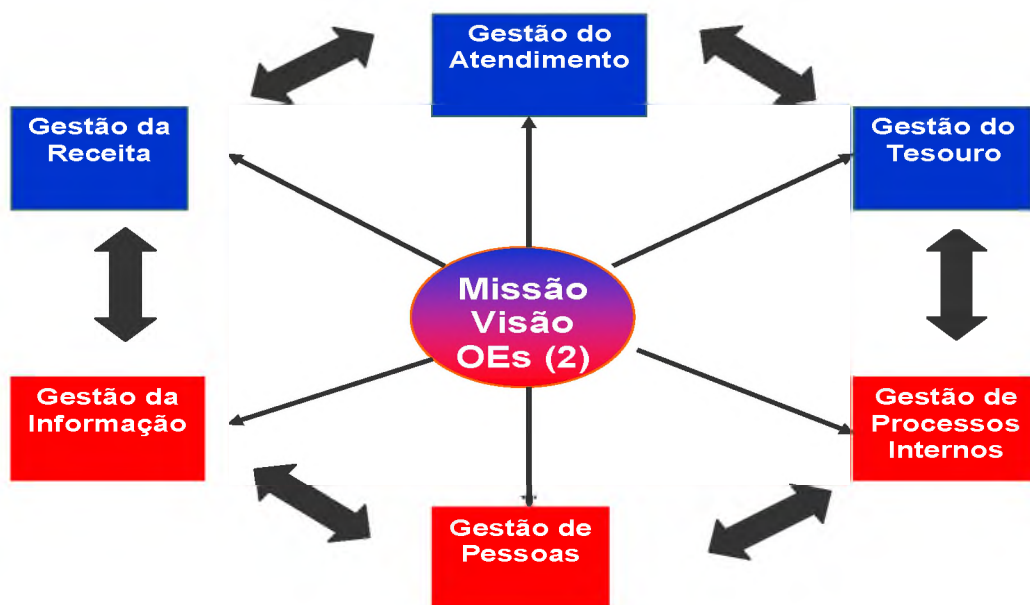 Gestão do
Atendimento
Gestão da
Receita
Gestão do
Tesouro
Missão
Visão
OEs (2)
Gestão da
Informação
Gestão de
Processos
Internos
Gestão de
Pessoas